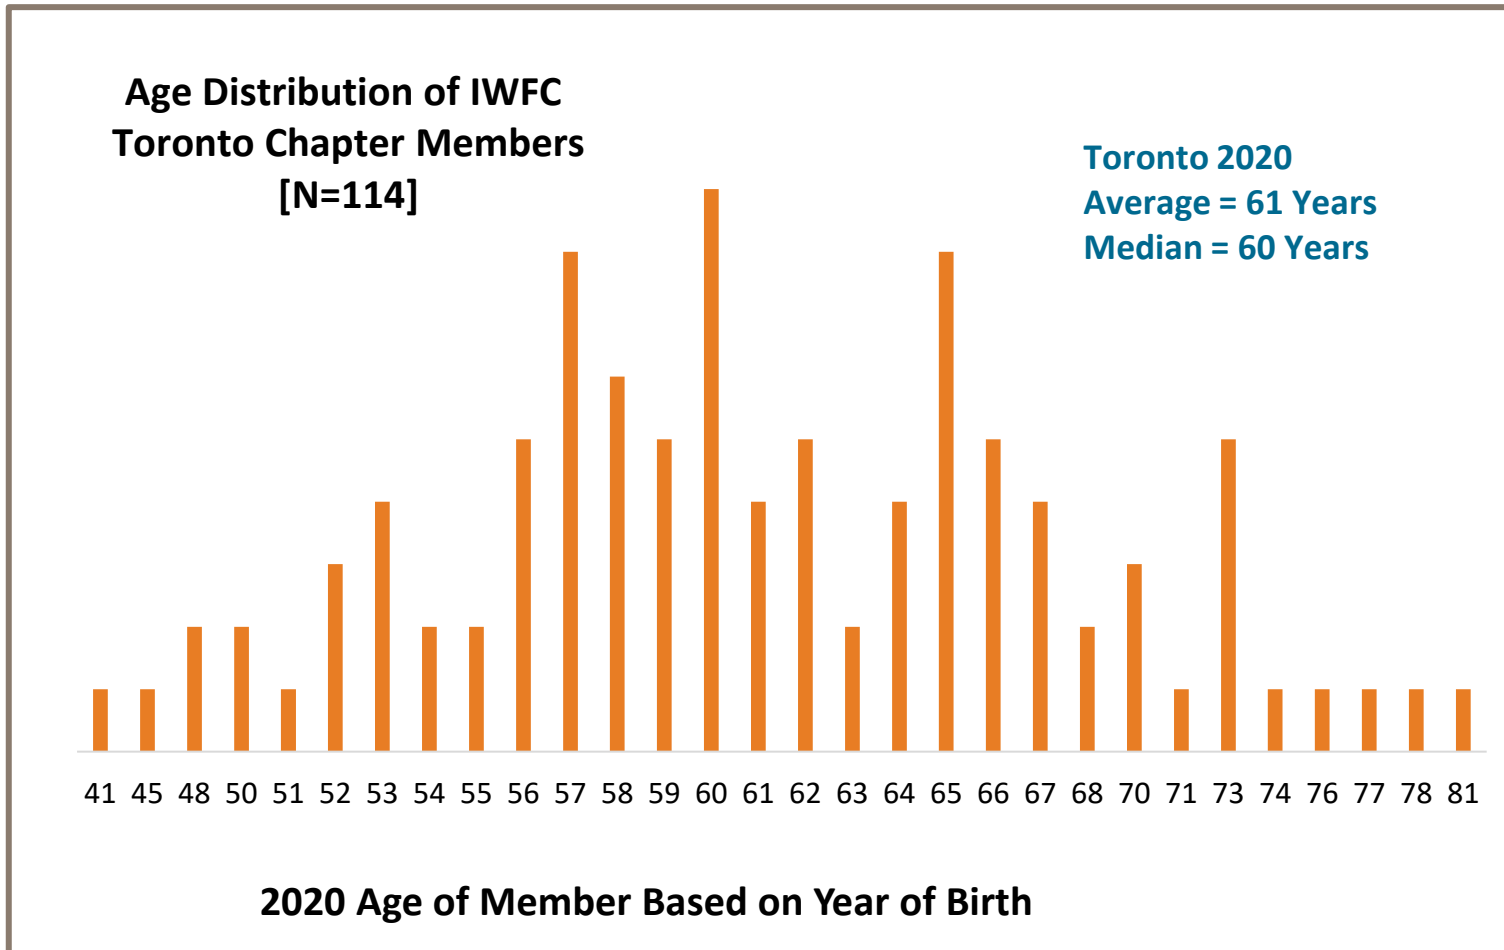 Age Distribution of IWFC
Toronto Chapter Members
[N=114]
Toronto 2020
Average = 61 Years
Median = 60 Years
41 45 48 50 51 52 53 54 55 56 57 58 59 60 61 62 63 64 65 66 67 68 70 71 73 74 76 77 78 81
2020 Age of Member Based on Year of Birth